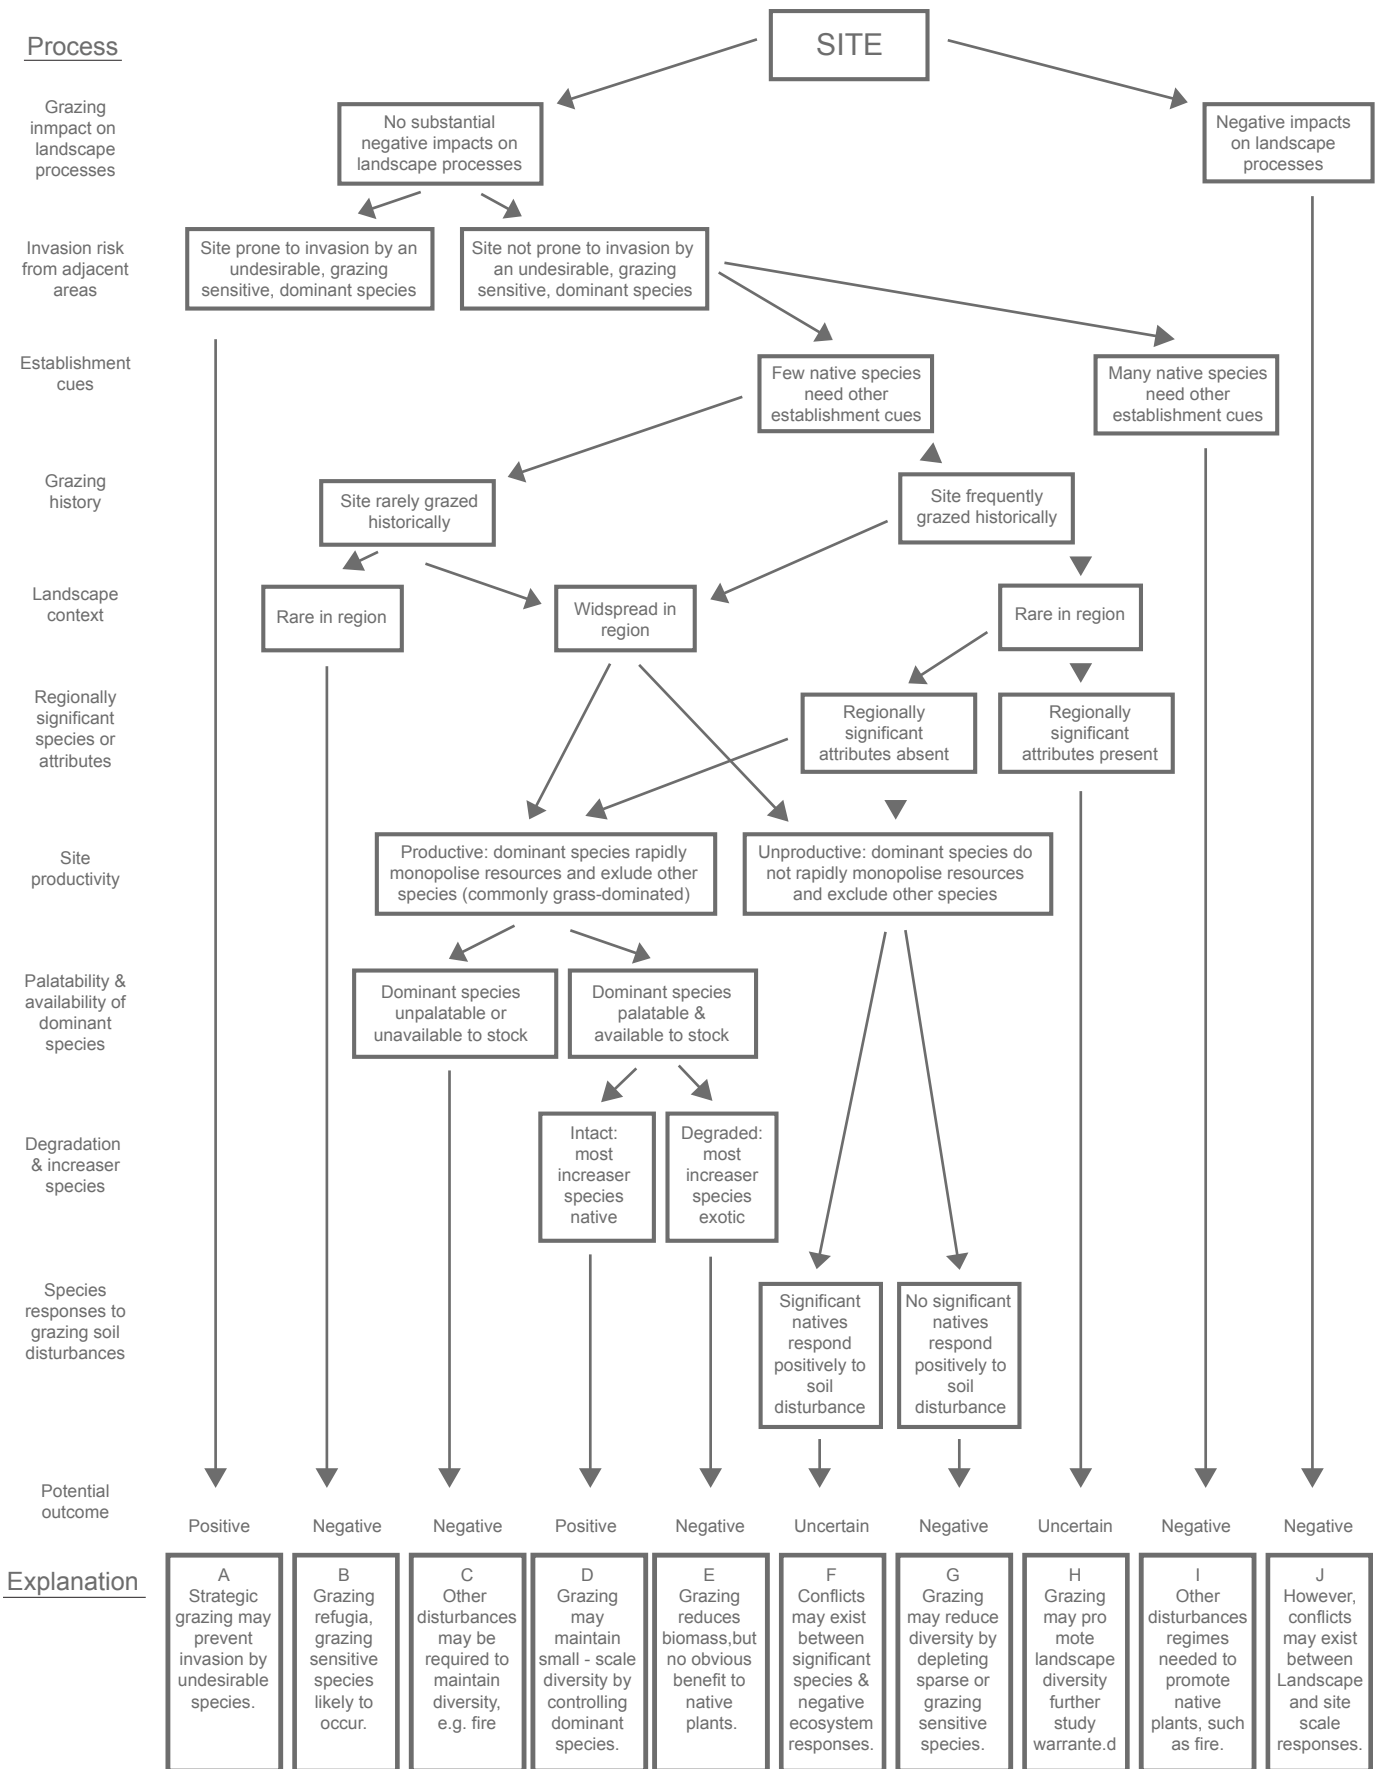 SITE
Process
Grazing
inmpact on
landscape
processes
No substantial
negative impacts on
landscape processes
Negative impacts
on landscape
processes
Invasion risk
from adjacent
areas
Site prone to invasion by an
undesirable, grazing
sensitive, dominant species
Site not prone to invasion by
an undesirable, grazing
sensitive, dominant species
Establishment
cues
Few native species
need other
establishment cues
Many native species
need other
establishment cues
Grazing
history
Site rarely grazed
historically
Site frequently
grazed historically
Landscape
context
Rare in region
Widspread in
region
Rare in region
Regionally
significant
species or
attributes
Regionally
significant
attributes absent
Regionally
significant
attributes present
Site
productivity
Productive: dominant species rapidly
monopolise resources and exlude other
species (commonly grass-dominated)
Unproductive: dominant species do
not rapidly monopolise resources
and exclude other species
Palatability &
availability of
dominant
species
Dominant species
unpalatable or
unavailable to stock
Dominant species
palatable &
available to stock
Degradation
& increaser
species
Intact:
most
increaser
species
native
Degraded:
most
increaser
species
exotic
Species
responses to
grazing soil
disturbances
Significant
natives
respond
positively to
soil
disturbance
No significant
natives
respond
positively to
soil
disturbance
Potential
outcome
Positive
Negative
Negative
Positive
Negative
Uncertain
Negative
Uncertain
Negative
Negative
Explanation
A
Strategic
grazing may
prevent
invasion by
undesirable
species.
B
Grazing
refugia,
grazing
sensitive
species
likely to
occur.
C
Other
disturbances
may be
required to
maintain
diversity,
e.g. fire
D
Grazing
may
maintain
small - scale
diversity by
controlling
dominant
species.
E
Grazing
reduces
biomass,but
no obvious
benefit to
native
plants.
F
Conflicts
may exist
between
significant
species &
negative
ecosystem
responses.
G
Grazing
may reduce
diversity by
depleting
sparse or
grazing
sensitive
species.
H
Grazing
may pro
mote
landscape
diversity
further
study
warrante.d
I
Other
disturbances
regimes
needed to
promote
native
plants, such
as fire.
J
However,
conflicts
may exist
between
Landscape
and site
scale
responses.